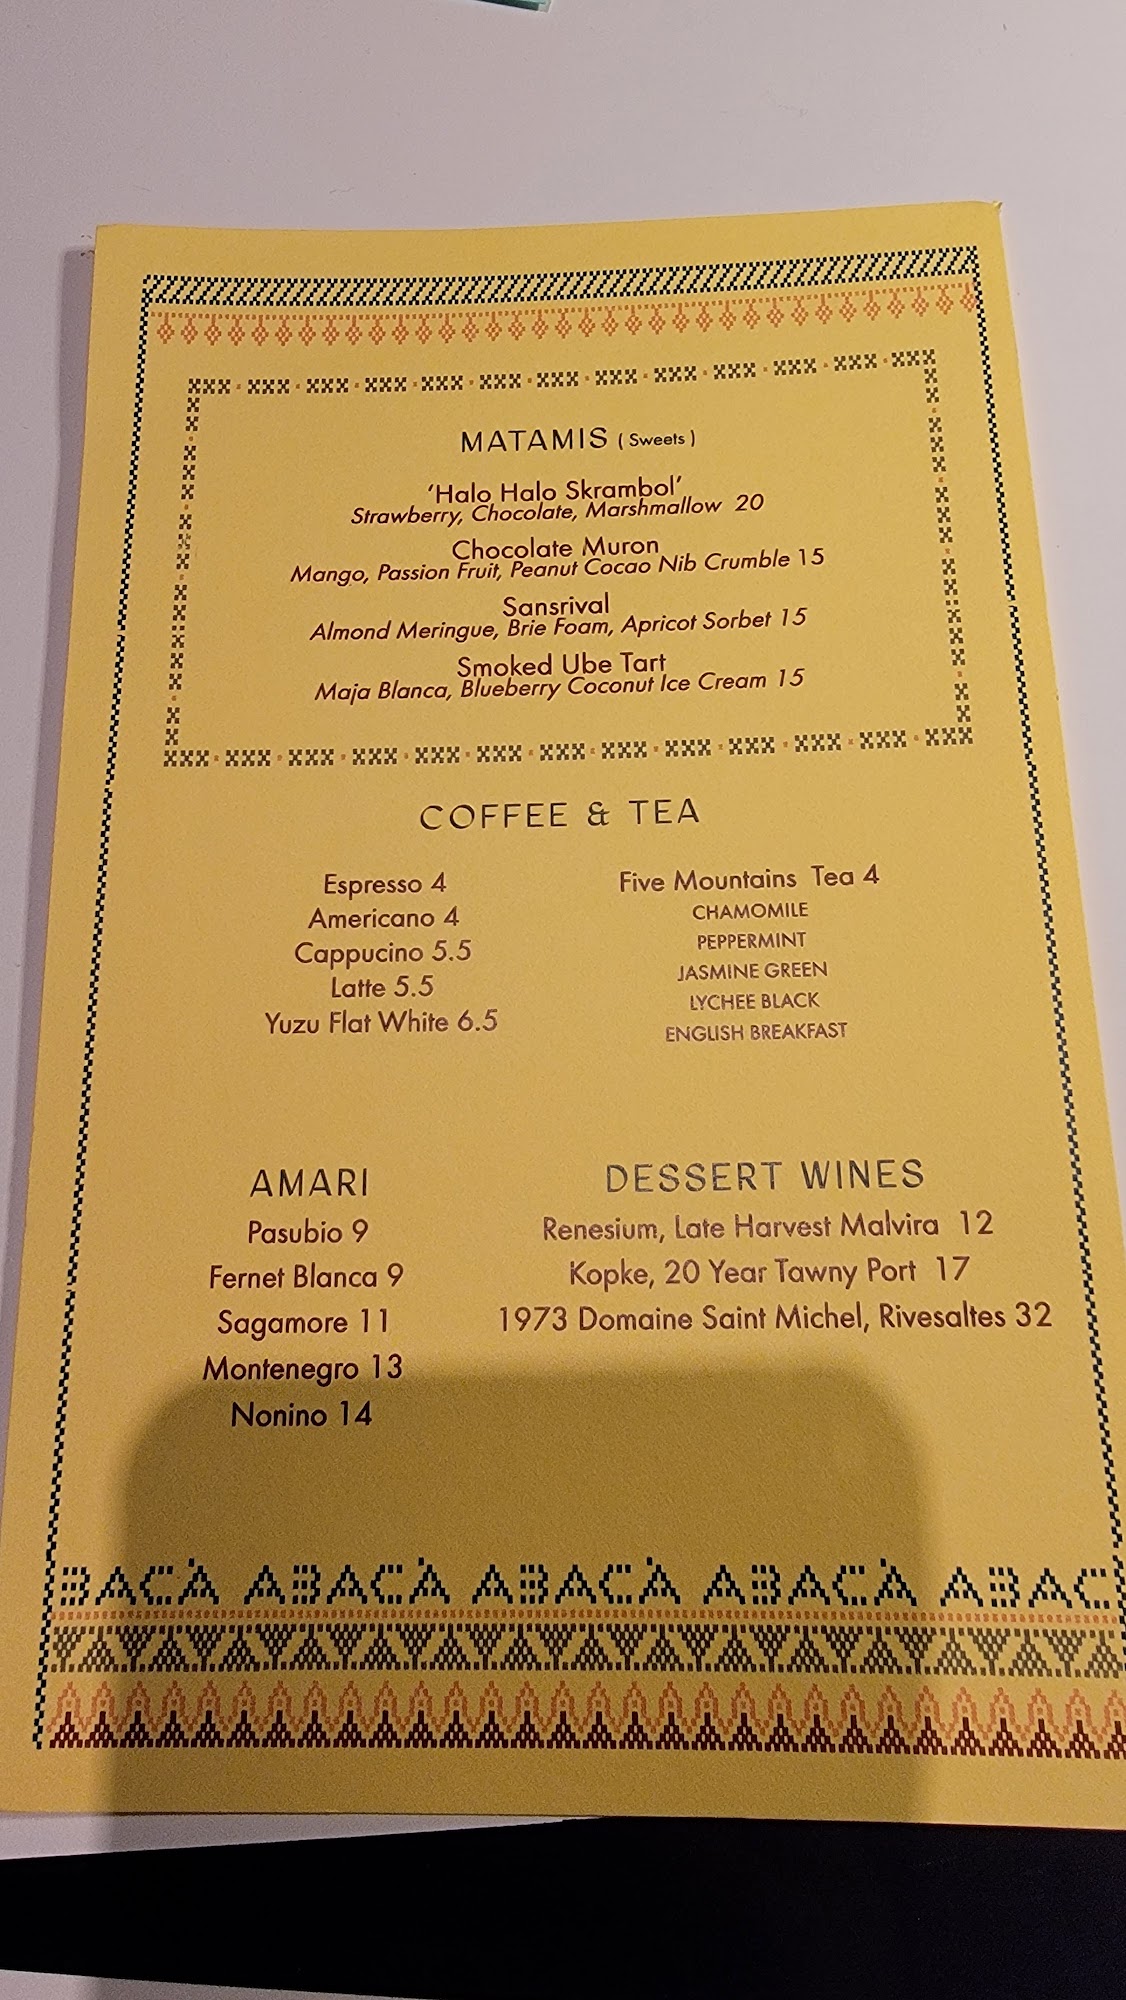 MATAMIS ( Sweets )
'Halo Halo Skrambol'
Strawberry, Chocolate, Marshmallow 20
Chocolate Muron
Mango, Passion Fruit, Peanut Cocao Nib Crumble 15
Sansrival
Almond Meringue, Brie Foam, Apricot Sorbet 15
Smoked Ube Tart
Maja Blanca, Blueberry Coconut Ice Cream 15
COFFEE & TEA
Espresso 4
Americano 4
Cappucino 5.5
Latte 5.5
Yuzu Flat White 6.5
Five Mountains Tea 4
CHAMOMILE
PEPPERMINT
JASMINE GREEN
LYCHEE BLACK
ENGLISH BREAKFAST
AMARI
Pasubio 9
Fernet Blanca 9
Sagamore 11
Montenegro 13
Nonino 14
DESSERT WINES
Renesium, Late Harvest Malvira 12
Kopke, 20 Year Tawny Port 17
1973 Domaine Saint Michel, Rivesaltes 32
BACÀ ABACÀ ABACÀ ABACÀ ABAC